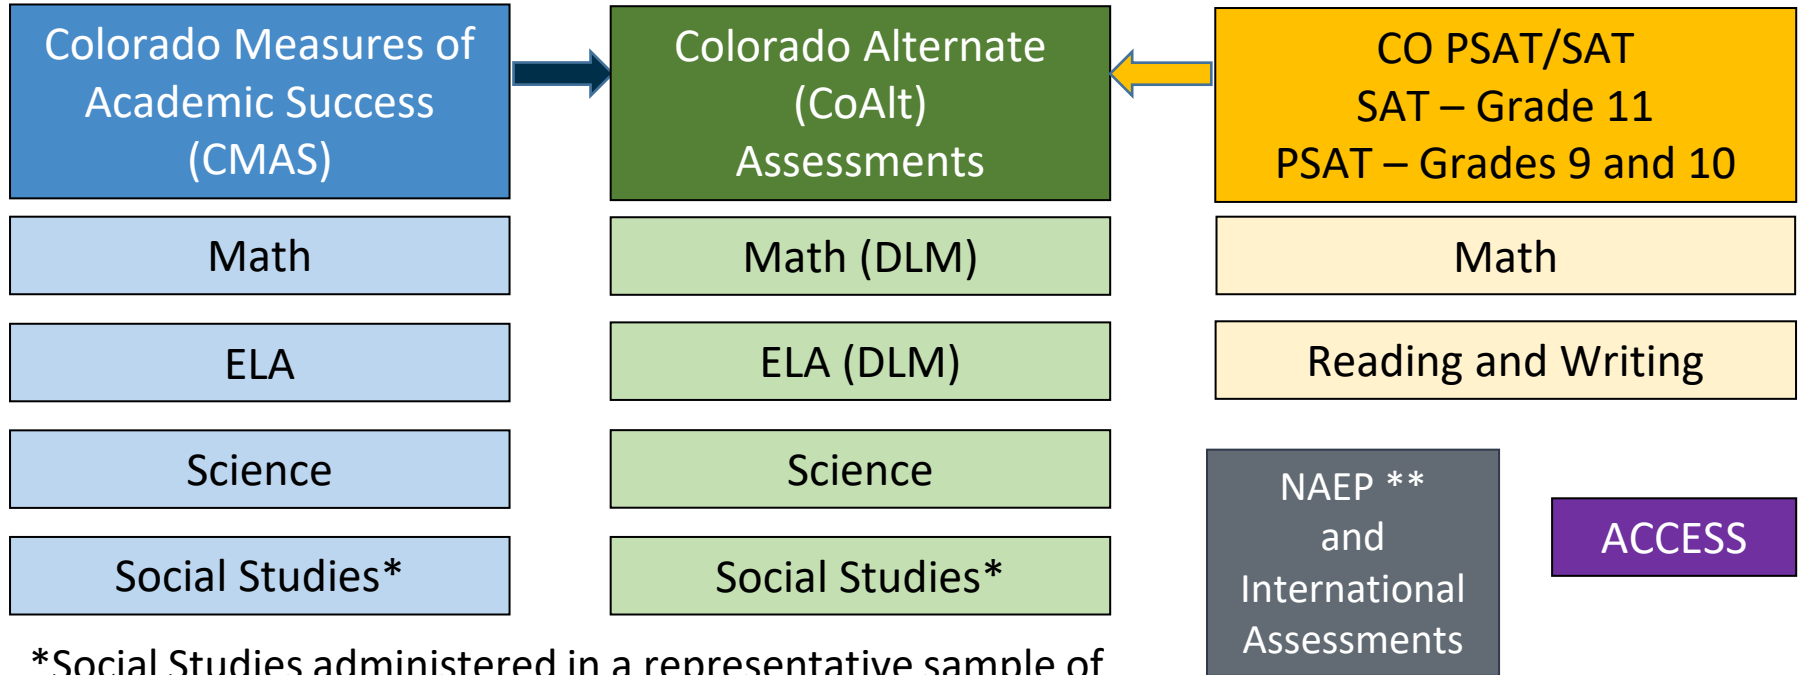 Colorado Measures of
Academic Success
(CMAS)
Math
ELA
Science
Social Studies*
Colorado Alternate
(CoAlt)
Assessments
Math (DLM)
ELA (DLM)
Science
Social Studies*
CO PSAT/SAT
SAT – Grade 11
PSAT – Grades 9 and 10
Math
Reading and Writing
NAEP **
and
International
Assessments
ACCESS
*Social Studies administered in a representative sample of